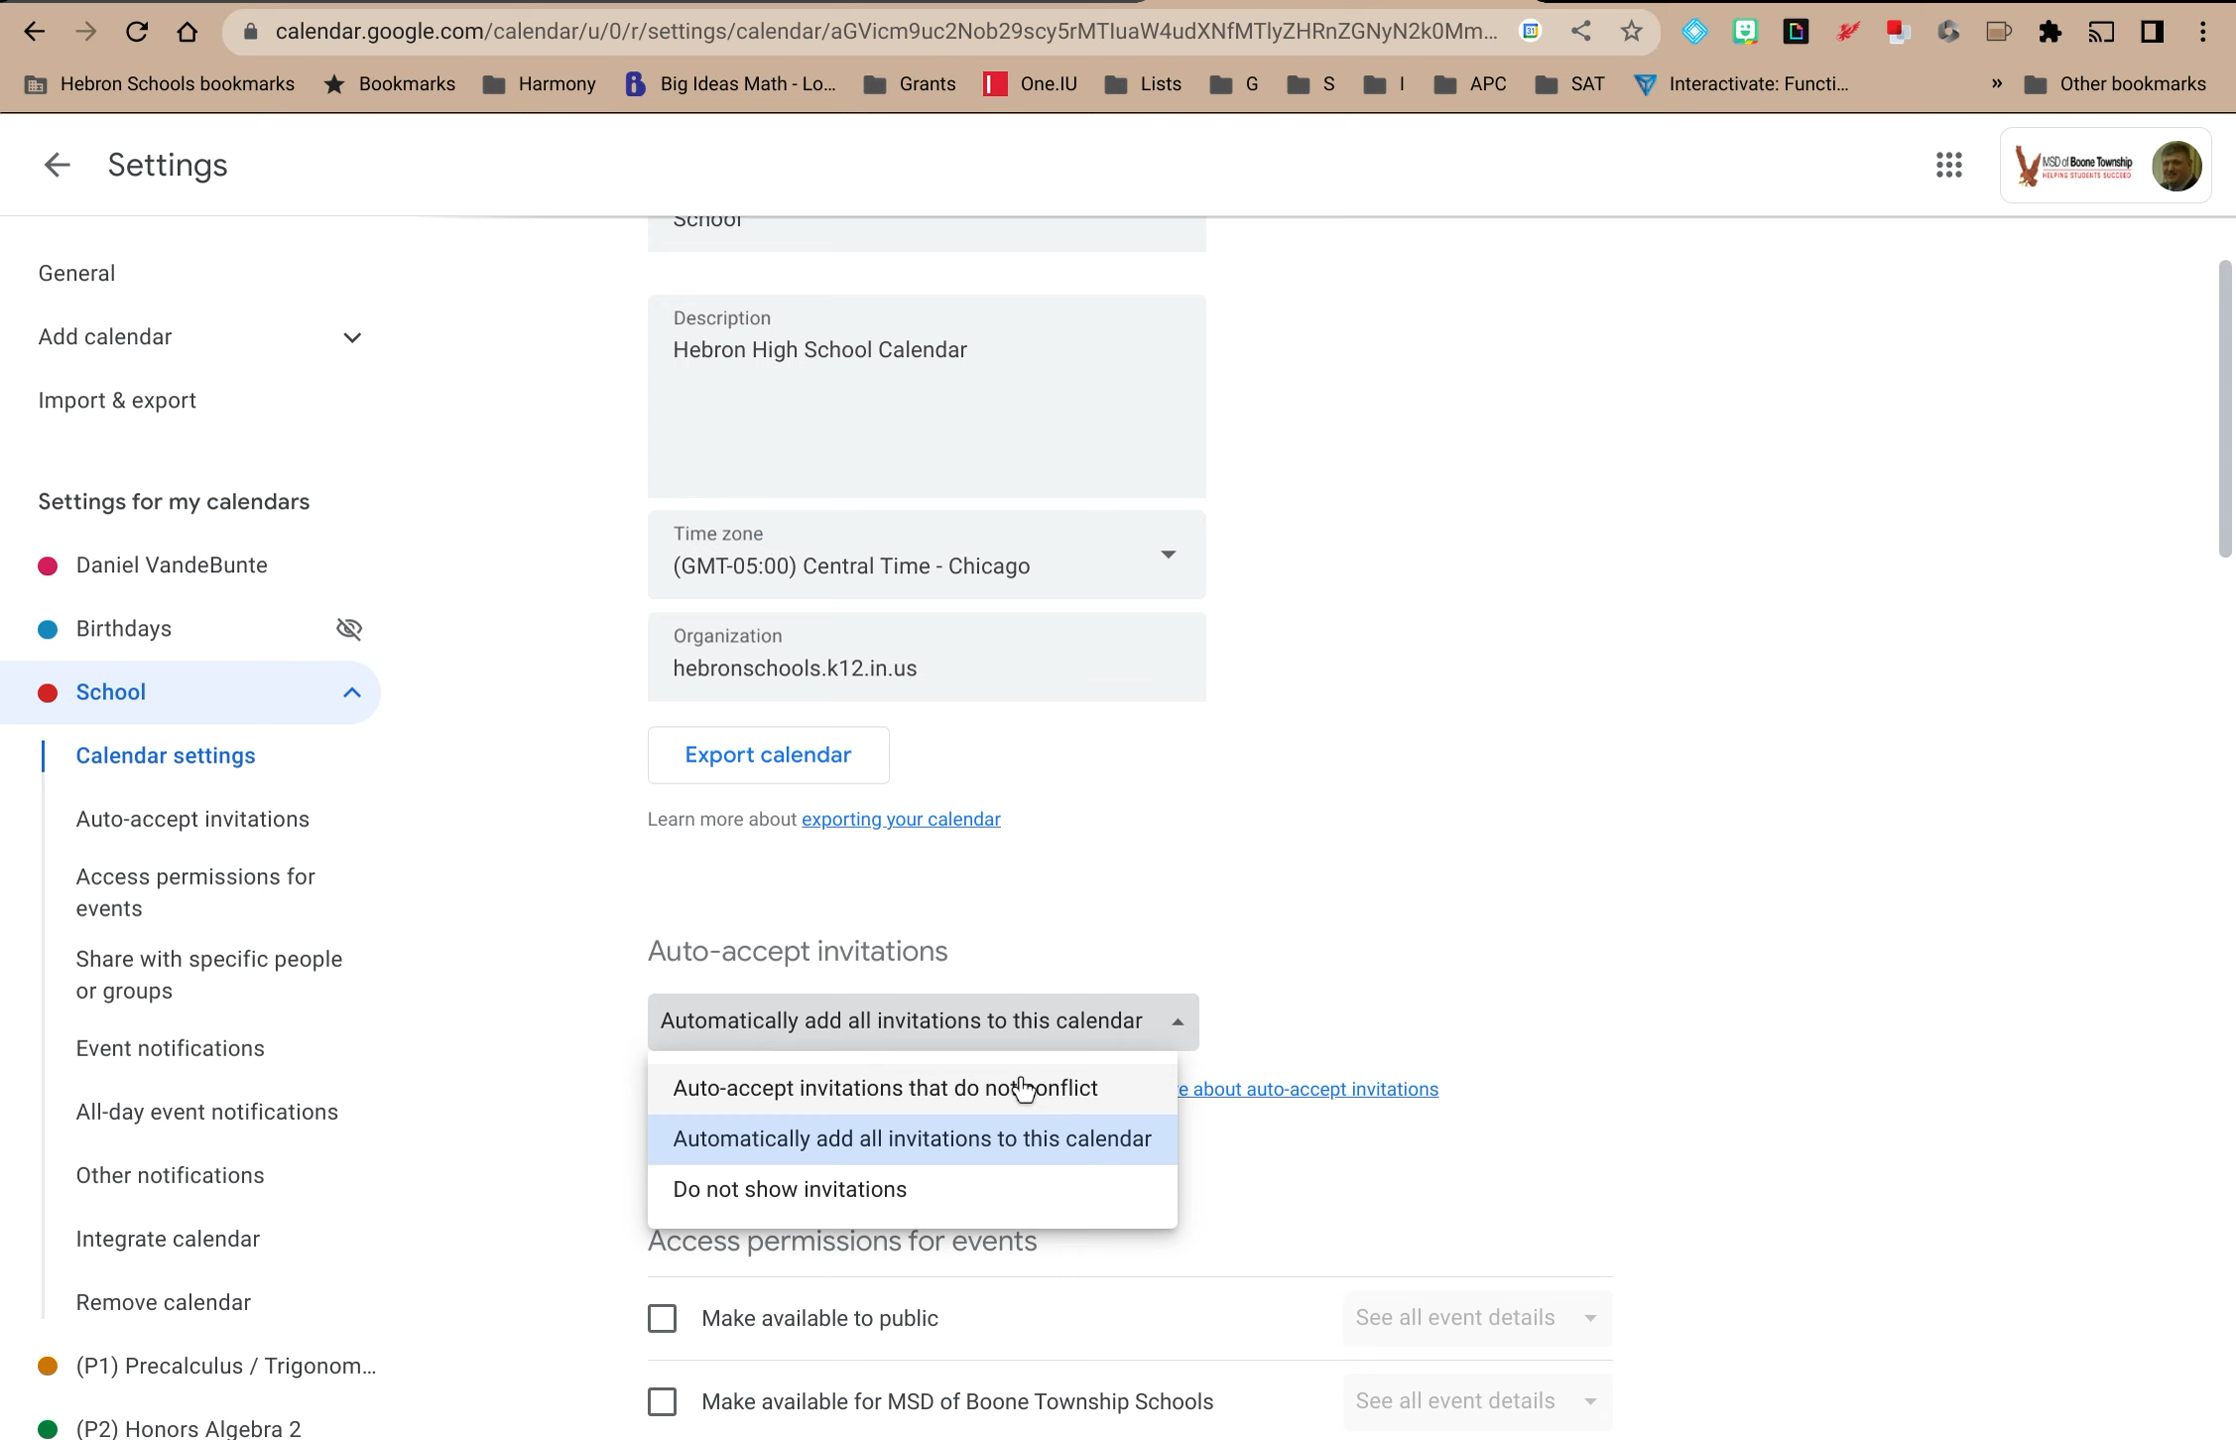 calendar.google.com/calendar/u/0/r/settings/calendar/aGVicm9uc2Nob29scy5rMTIuaW4udXNfMTIyZHRnZGNyN2k0Mm...
Hebron Schools bookmarks Bookmarks Harmony Big Ideas Math - Lo... Grants One.IU Lists G S I APC SAT Interactivate: Functi... » Other bookmarks
Settings
MSD of Boone Township
HELPING STUDENTS SUCCEED
General
Add calendar
Import & export
Settings for my calendars
Daniel VandeBunte
Birthdays
School
Calendar settings
Auto-accept invitations
Access permissions for
events
Share with specific people
or groups
Event notifications
All-day event notifications
Other notifications
Integrate calendar
Remove calendar
(P1) Precalculus / Trigonom...
(P2) Honors Algebra 2
School
Description
Hebron High School Calendar
Time zone
(GMT-05:00) Central Time - Chicago
Organization
hebronschools.k12.in.us
Export calendar
Learn more about exporting your calendar
Auto-accept invitations
Automatically add all invitations to this calendar
Auto-accept invitations that do not conflict
e about auto-accept invitations
Automatically add all invitations to this calendar
Do not show invitations
Access permissions for events
Make available to public See all event details
Make available for MSD of Boone Township Schools See all event details